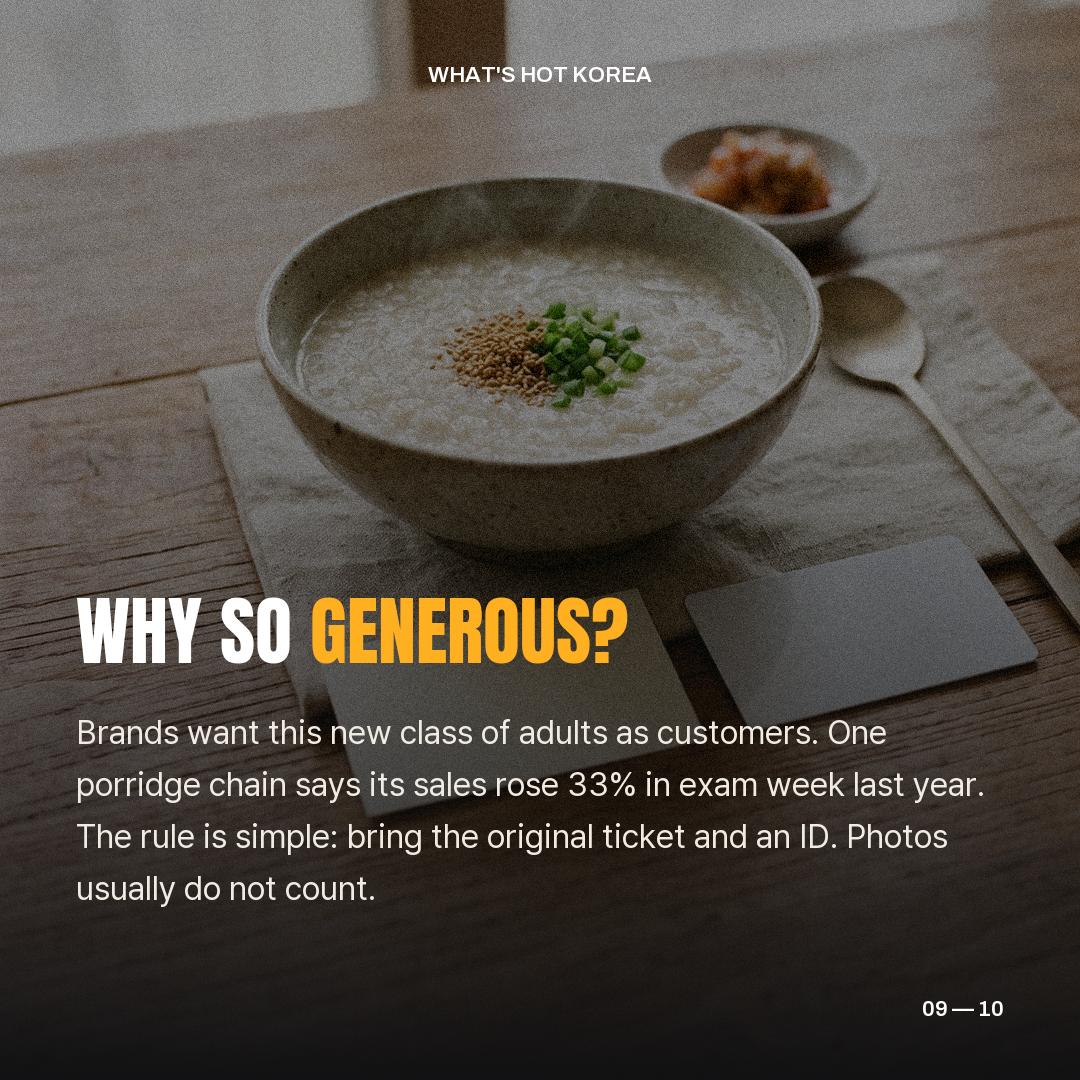 WHAT'S HOT KOREA
WHY SO GENEROUS?
Brands want this new class of adults as customers. One
porridge chain says its sales rose 33% in exam week last year.
The rule is simple: bring the original ticket and an ID. Photos
usually do not count.
09 — 10